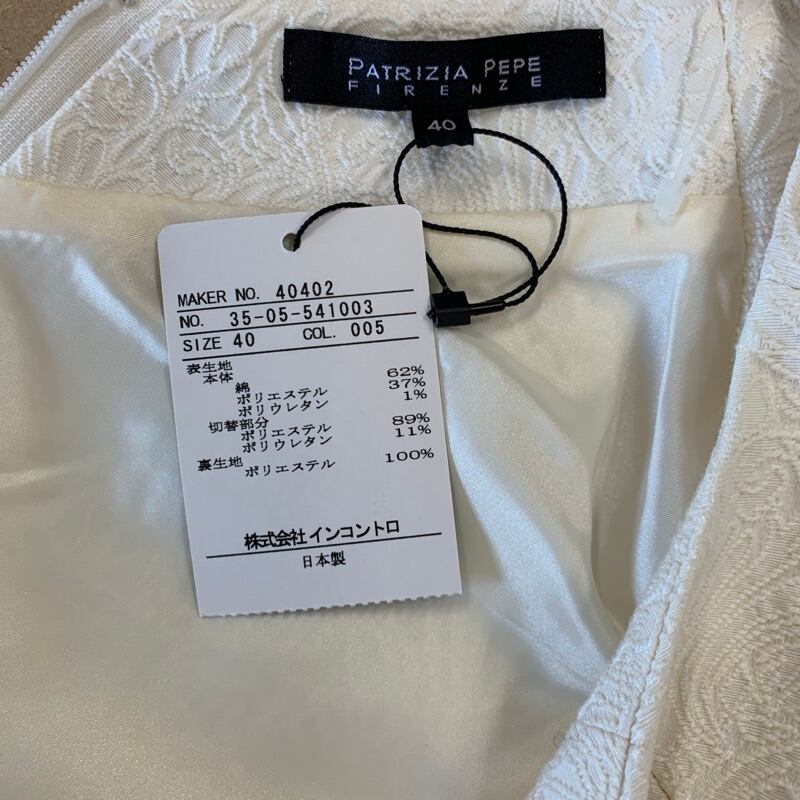 PATRIZIA PEPE
FIRENZE
40
MAKER NO. 40402
NO. 35-05-541003
SIZE 40 COL. 005
表生地
本体
綿 62%
ポリエステル 37%
ポリウレタン 1%
切替部分
ポリエステル 89%
ポリウレタン 11%
裏生地
ポリエステル 100%
株式会社 インコントロ
日本製